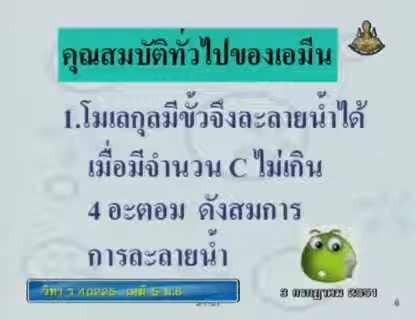 คุณสมบัติทั่วไปของเอมีน
1.โมเลกุลมีขั้วจึงละลายน้ำได้
เมื่อมีจำนวน C ไม่เกิน
4 อะตอม ดังสมการ
การละลายน้ำ
3 กรกฎาคม 2551
6